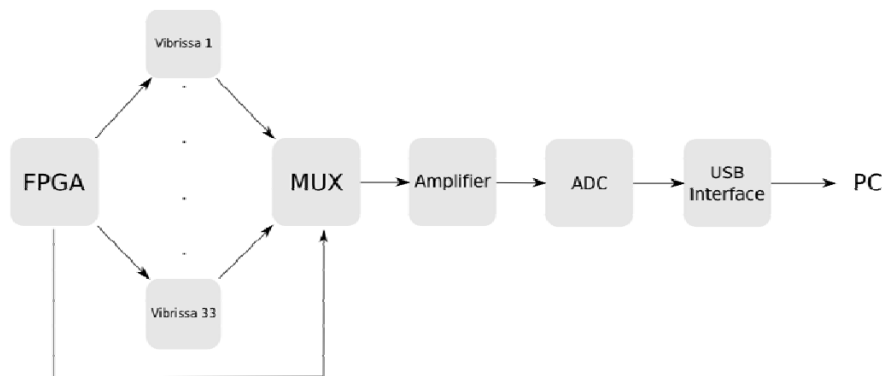 Vibrissa 1
FPGA
MUX
Amplifier
ADC
USB
Interface
PC
Vibrissa 33